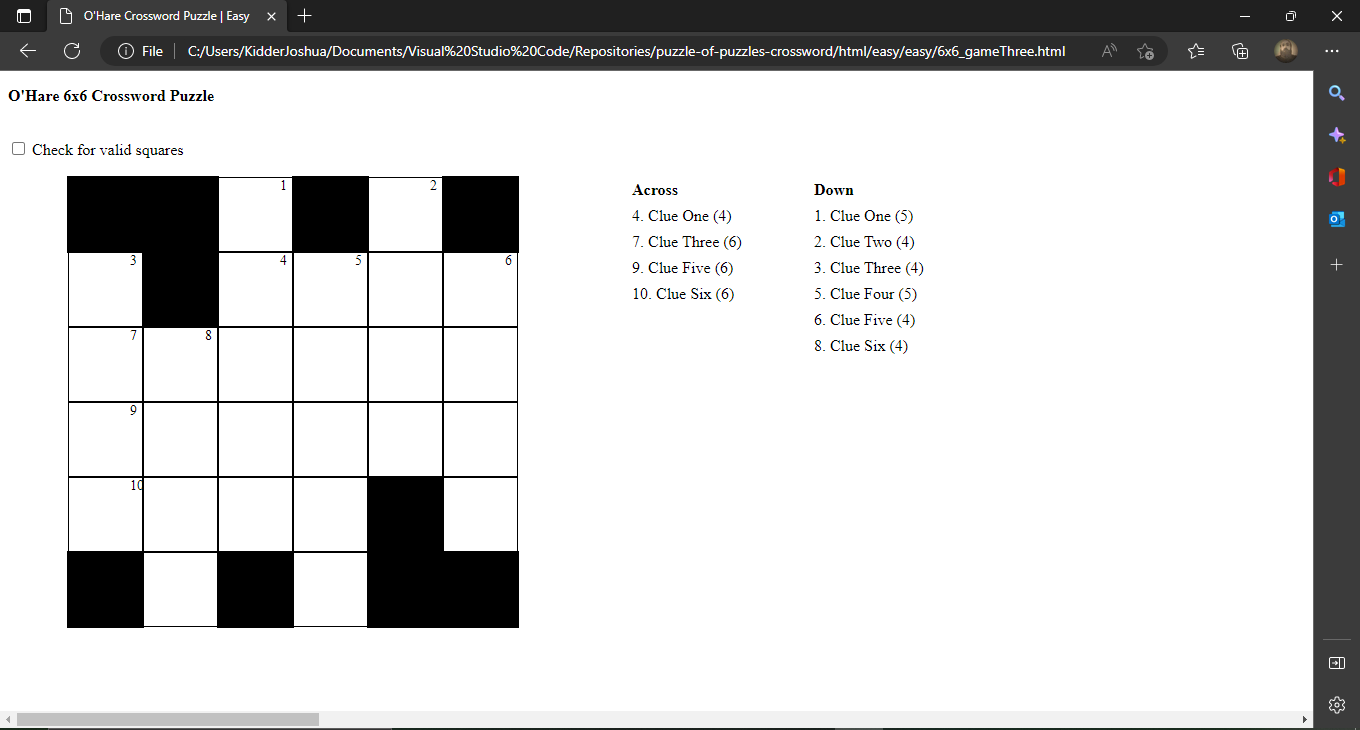 O'Hare Crossword Puzzle | Easy
File
C:/Users/KidderJoshua/Documents/Visual%20Studio%20Code/Repositories/puzzle-of-puzzles-crossword/html/easy/easy/6x6_gameThree.html
O'Hare 6x6 Crossword Puzzle
Check for valid squares
1 2
3 4 5 6
7 8
9
10
Across
4. Clue One (4)
7. Clue Three (6)
9. Clue Five (6)
10. Clue Six (6)
Down
1. Clue One (5)
2. Clue Two (4)
3. Clue Three (4)
5. Clue Four (5)
6. Clue Five (4)
8. Clue Six (4)